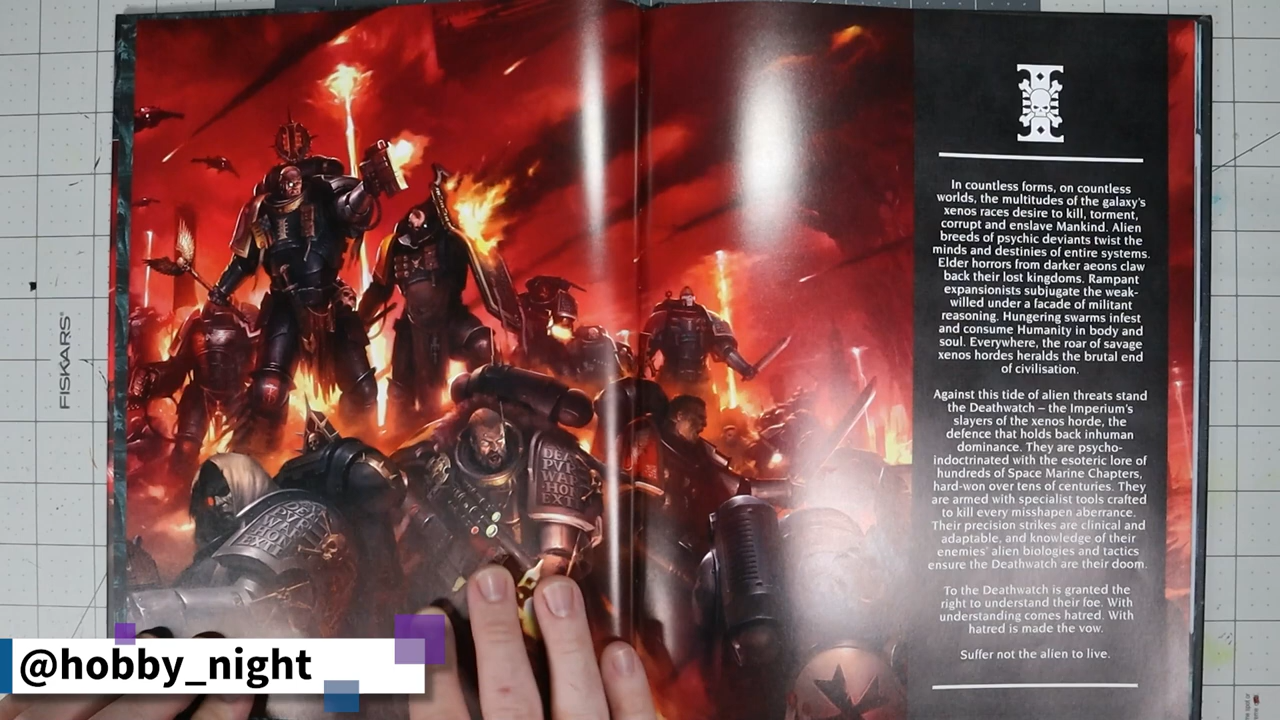 FISKARS
In countless forms, on countless
worlds, the multitudes of the galaxy's
xenos races desire to kill, torment,
corrupt and enslave Mankind. Alien
breeds of psychic deviants twist the
minds and destinies of entire systems.
Elder horrors from darker aeons claw
back their lost kingdoms. Rampant
expansionists subjugate the weak-
willed under a facade of militant
reasoning. Hungering swarms infest
and consume Humanity in body and
soul. Everywhere, the roar of savage
xenos hordes heralds the brutal end
of civilisation.
Against this tide of alien threats stand
the Deathwatch – the Imperium's
slayers of the xenos horde, the
defence that holds back inhuman
dominance. They are psycho-
indoctrinated with the esoteric lore of
hundreds of Space Marine Chapters,
hard-won over tens of centuries. They
are armed with specialist tools crafted
to kill every misshapen aberrance.
Their precision strikes are clinical and
adaptable, and knowledge of their
enemies' alien biologies and tactics
ensure the Deathwatch are their doom.
To the Deathwatch is granted the
right to understand their foe. With
understanding comes hatred. With
hatred is made the vow.
Suffer not the alien to live.
@hobby_night